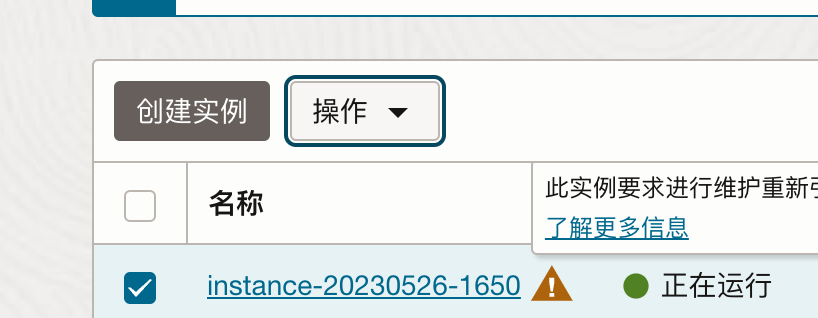 创建实例
操作
名称
此实例要求进行维护重新
了解更多信息
instance-20230526-1650
正在运行